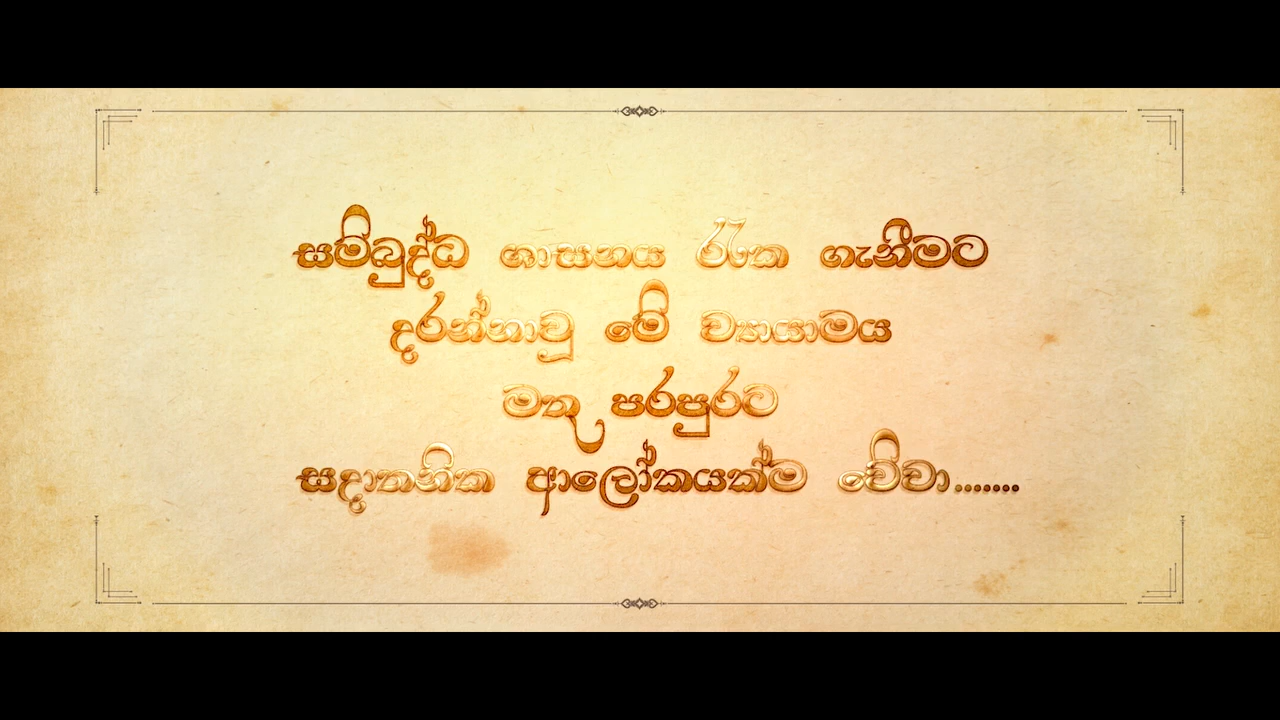 සම්බුද්ධ ශාසනය රැක ගැනීමට
දරන්නාවූ මේ ව්‍යායාමය
මතු පරපුරට
සදාතනික ආලෝකයක්ම වේවා.......